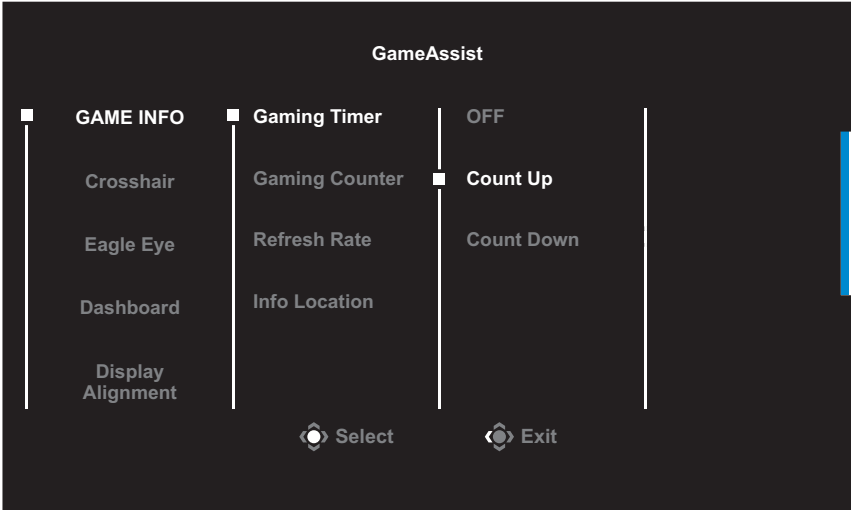 GameAssist
GAME INFO
Crosshair
Eagle Eye
Dashboard
Display
Alignment
Gaming Timer
Gaming Counter
Refresh Rate
Info Location
OFF
Count Up
Count Down
Select
Exit